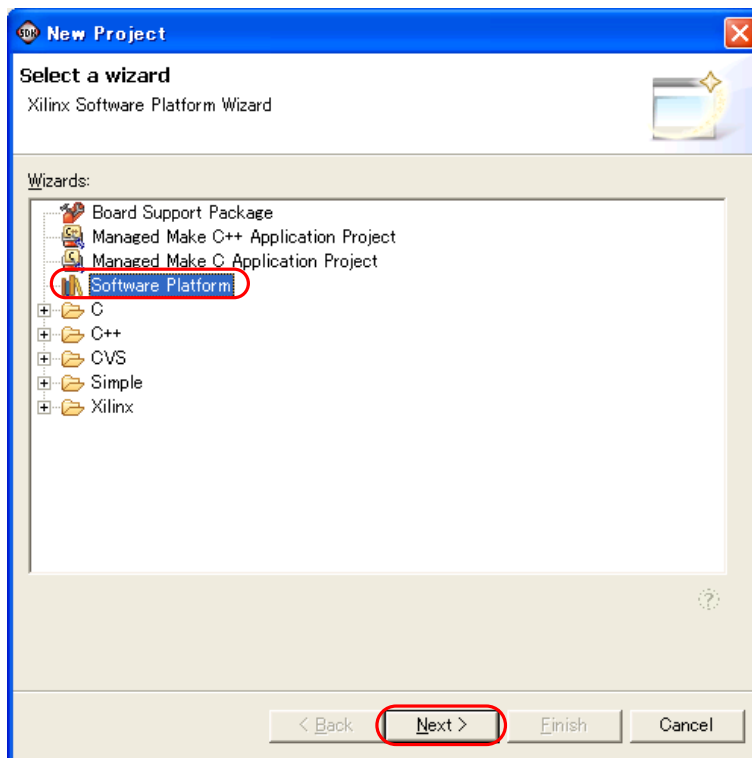 SDK New Project
Select a wizard
Xilinx Software Platform Wizard
Wizards:
Board Support Package
Managed Make C++ Application Project
Managed Make C Application Project
Software Platform
C
C++
CVS
Simple
Xilinx
?
< Back Next > Finish Cancel